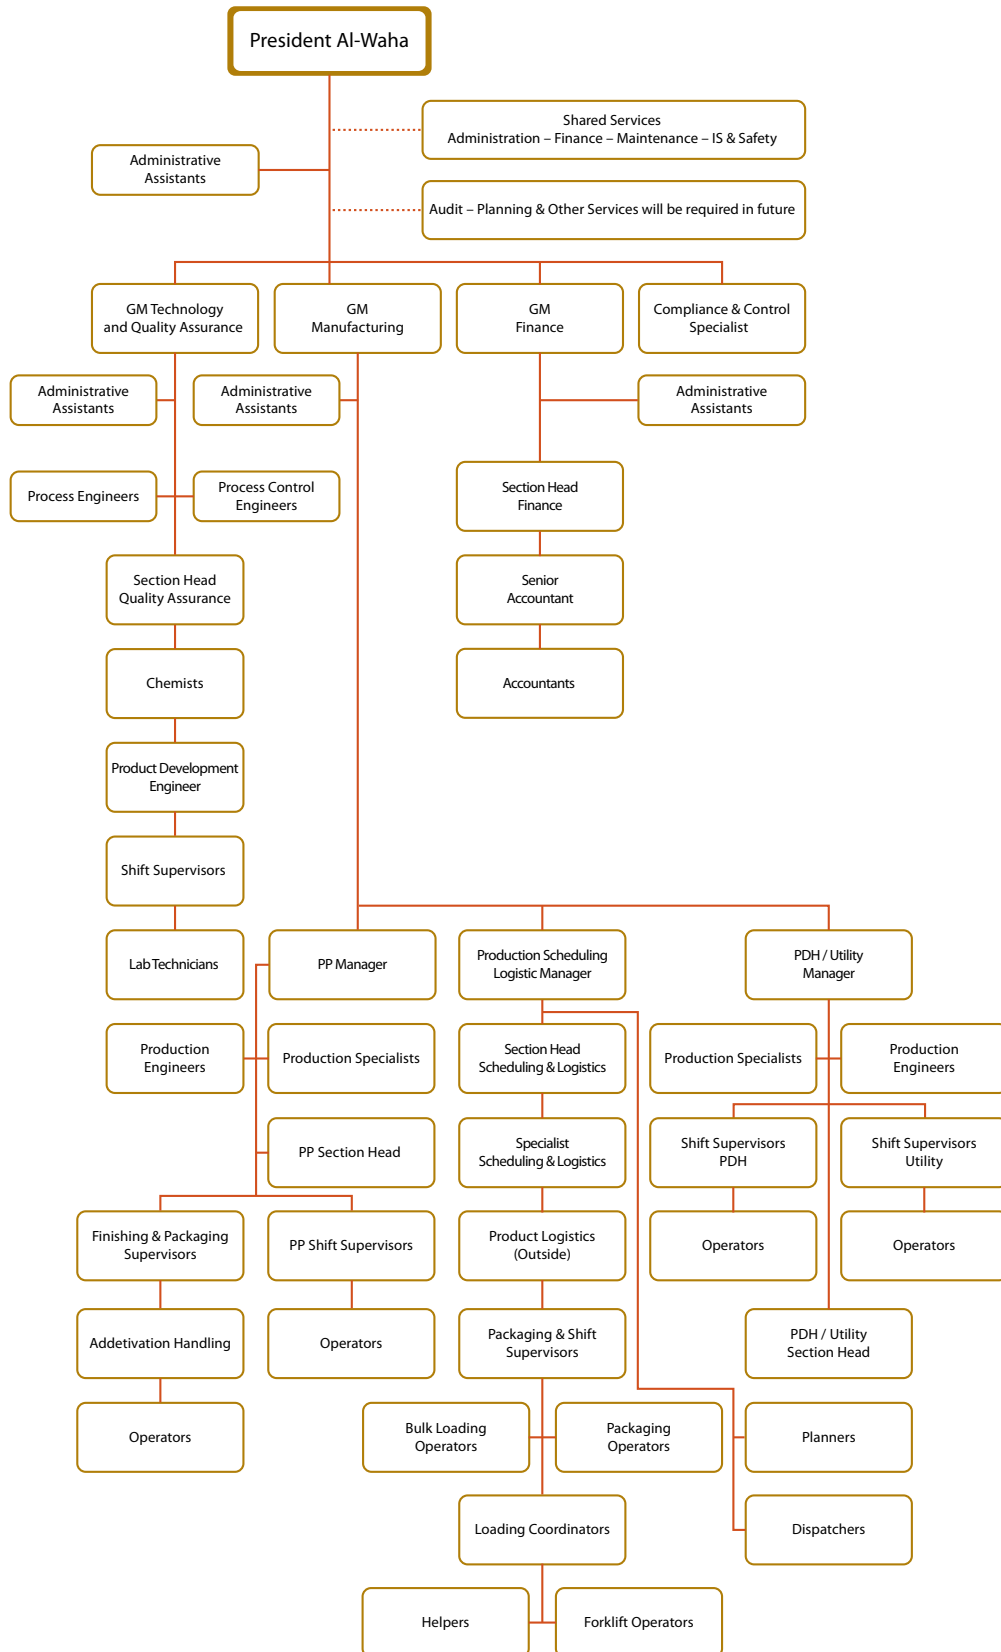 President Al-Waha
Shared Services
Administration – Finance – Maintenance – IS & Safety
Administrative
Assistants
Audit – Planning & Other Services will be required in future
GM Technology
and Quality Assurance
GM
Manufacturing
GM
Finance
Compliance & Control
Specialist
Administrative
Assistants
Administrative
Assistants
Administrative
Assistants
Process Engineers
Process Control
Engineers
Section Head
Finance
Section Head
Quality Assurance
Senior
Accountant
Chemists
Accountants
Product Development
Engineer
Shift Supervisors
Lab Technicians
PP Manager
Production Scheduling
Logistic Manager
PDH / Utility
Manager
Production
Engineers
Production Specialists
Section Head
Scheduling & Logistics
Production Specialists
Production
Engineers
PP Section Head
Specialist
Scheduling & Logistics
Shift Supervisors
PDH
Shift Supervisors
Utility
Finishing & Packaging
Supervisors
PP Shift Supervisors
Product Logistics
(Outside)
Operators
Operators
Addetivation Handling
Operators
Packaging & Shift
Supervisors
PDH / Utility
Section Head
Operators
Bulk Loading
Operators
Packaging
Operators
Planners
Loading Coordinators
Dispatchers
Helpers
Forklift Operators